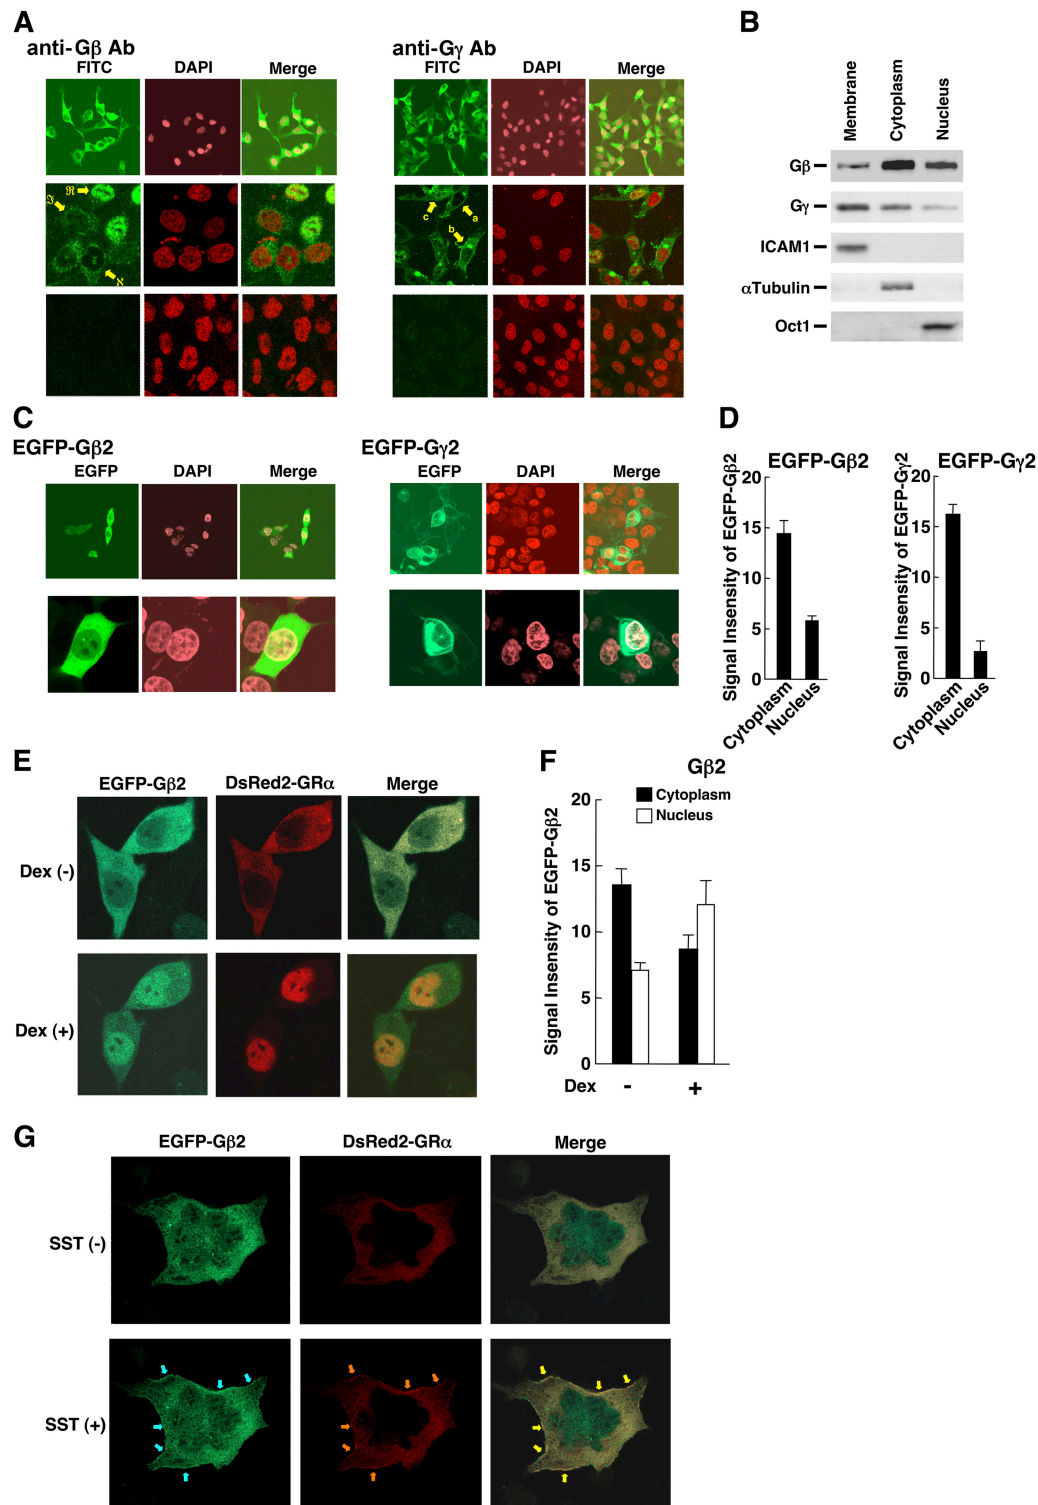 A
anti-Gβ Ab
FITC DAPI Merge
ℜ
ℑ
ℵ
anti-Gγ Ab
FITC DAPI Merge
c
a
b
B
Membrane
Cytoplasm
Nucleus
Gβ
Gγ
ICAM1
αTubulin
Oct1
C
EGFP-Gβ2
EGFP DAPI Merge
EGFP-Gγ2
EGFP DAPI Merge
D
EGFP-Gβ2
Signal Insensity of EGFP-Gβ2
20
15
10
5
0
Cytoplasm
Nucleus
EGFP-Gγ2
Signal Insensity of EGFP-Gγ2
20
15
10
5
0
Cytoplasm
Nucleus
E
EGFP-Gβ2 DsRed2-GRα Merge
Dex (-)
Dex (+)
F
Gβ2
Cytoplasm
Nucleus
Signal Insensity of EGFP-Gβ2
20
15
10
5
0
Dex - +
G
EGFP-Gβ2 DsRed2-GRα Merge
SST (-)
SST (+)